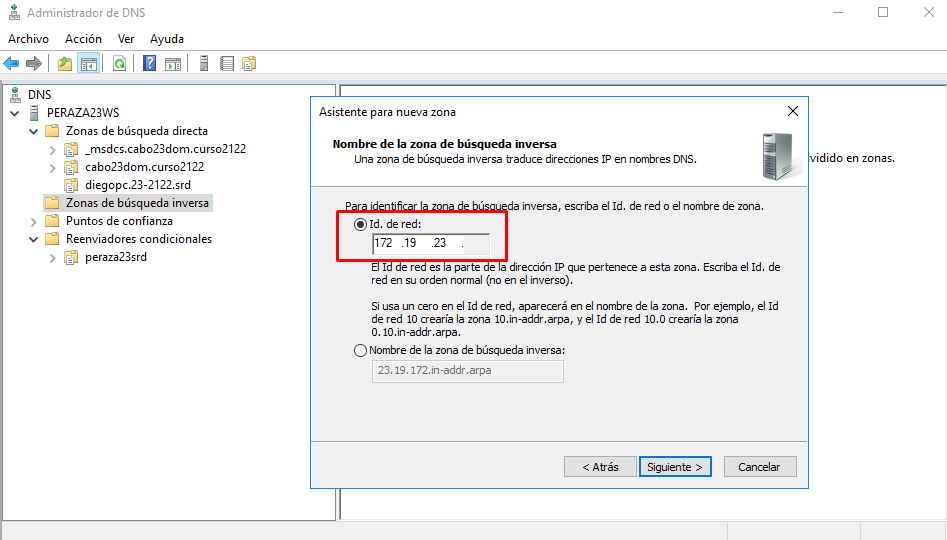 Administrador de DNS
Archivo Acción Ver Ayuda
DNS
PERAZA23WS
Zonas de búsqueda directa
_msdcs.cabo23dom.curso2122
cabo23dom.curso2122
diegopc.23-2122.srd
Zonas de búsqueda inversa
Puntos de confianza
Reenviadores condicionales
peraza23srd
vidido en zonas.
Asistente para nueva zona
Nombre de la zona de búsqueda inversa
Una zona de búsqueda inversa traduce direcciones IP en nombres DNS.
Para identificar la zona de búsqueda inversa, escriba el Id. de red o el nombre de zona.
Id. de red:
172 .19 .23 .
El Id de red es la parte de la dirección IP que pertenece a esta zona. Escriba el Id. de
red en su orden normal (no en el inverso).
Si usa un cero en el Id de red, aparecerá en el nombre de la zona. Por ejemplo, el Id
de red 10 crearía la zona 10.in-addr.arpa, y el Id de red 10.0 crearía la zona
0.10.in-addr.arpa.
Nombre de la zona de búsqueda inversa:
23.19.172.in-addr.arpa
< Atrás Siguiente > Cancelar